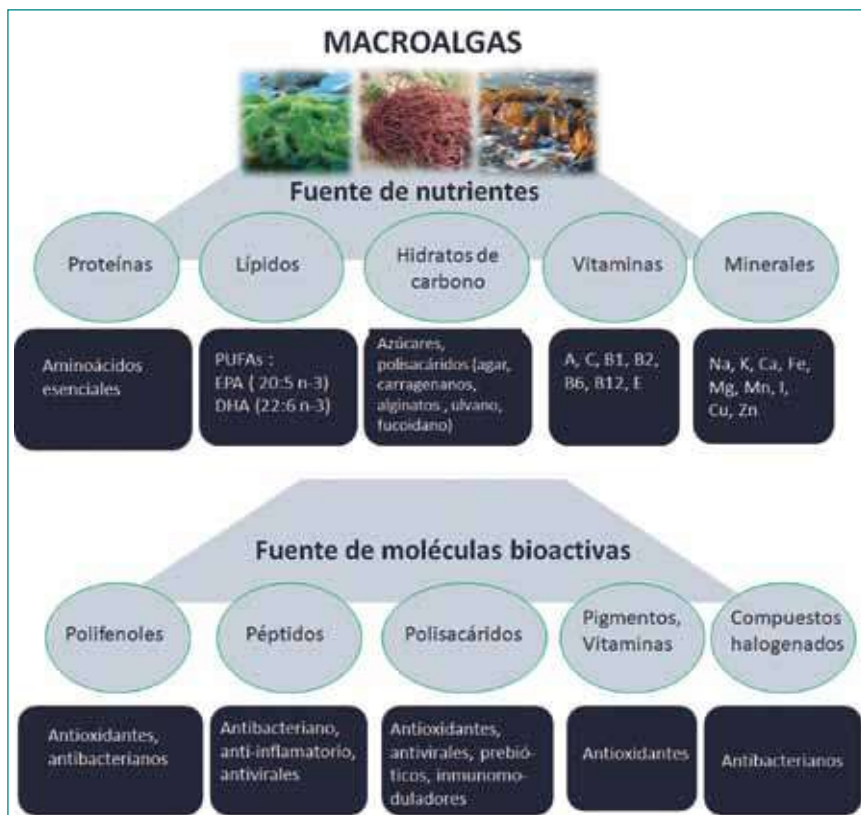 MACROALGAS
Fuente de nutrientes
Proteínas
Lípidos
Hidratos de
carbono
Vitaminas
Minerales
Aminoácidos
esenciales
PUFAs :
EPA ( 20:5 n-3)
DHA (22:6 n-3)
Azúcares,
polisacáridos (agar,
carragenanos,
alginatos , ulvano,
fucoidano)
A, C, B1, B2,
B6, B12, E
Na, K, Ca, Fe,
Mg, Mn, I,
Cu, Zn
Fuente de moléculas bioactivas
Polifenoles
Péptidos
Polisacáridos
Pigmentos,
Vitaminas
Compuestos
halogenados
Antioxidantes,
antibacterianos
Antibacteriano,
anti-inflamatorio,
antivirales
Antioxidantes,
antivirales, prebió-
ticos, inmunomo-
duladores
Antioxidantes
Antibacterianos